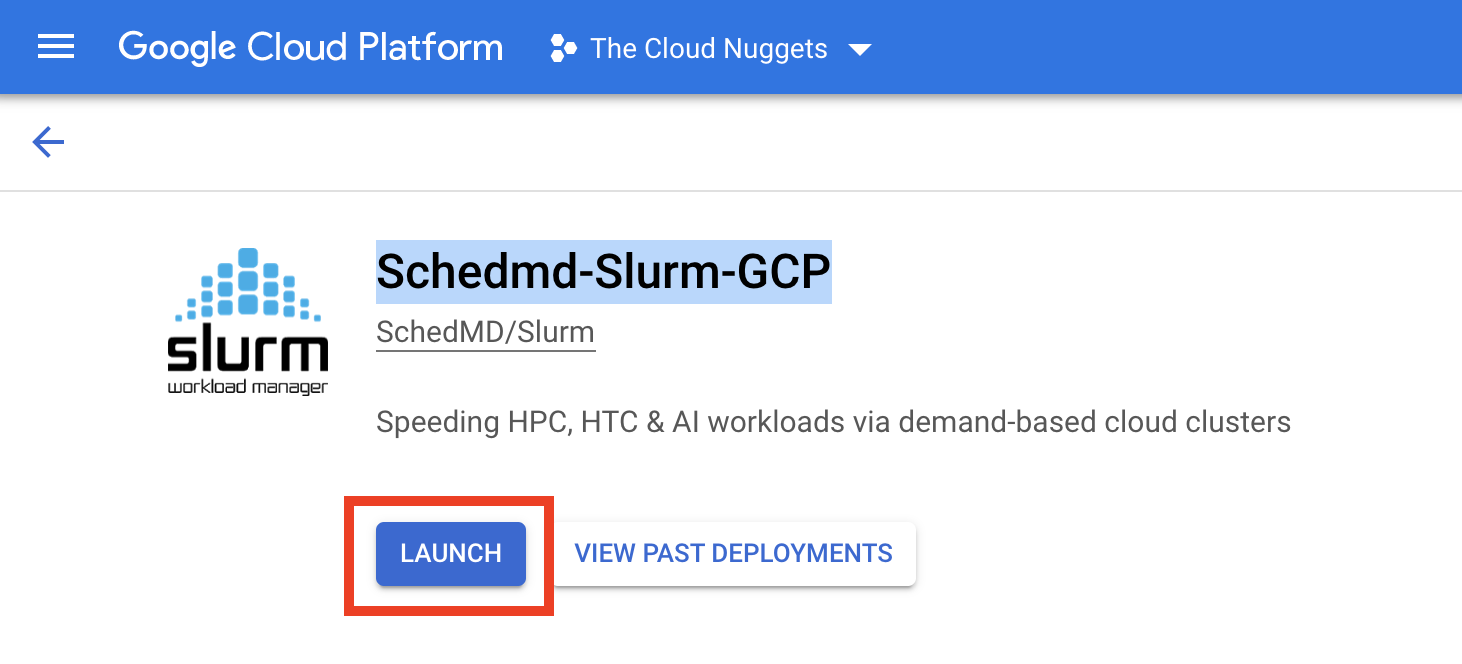 Google Cloud Platform The Cloud Nuggets
Schedmd-Slurm-GCP
SchedMD/Slurm
slurm
workload manager
Speeding HPC, HTC & AI workloads via demand-based cloud clusters
LAUNCH VIEW PAST DEPLOYMENTS